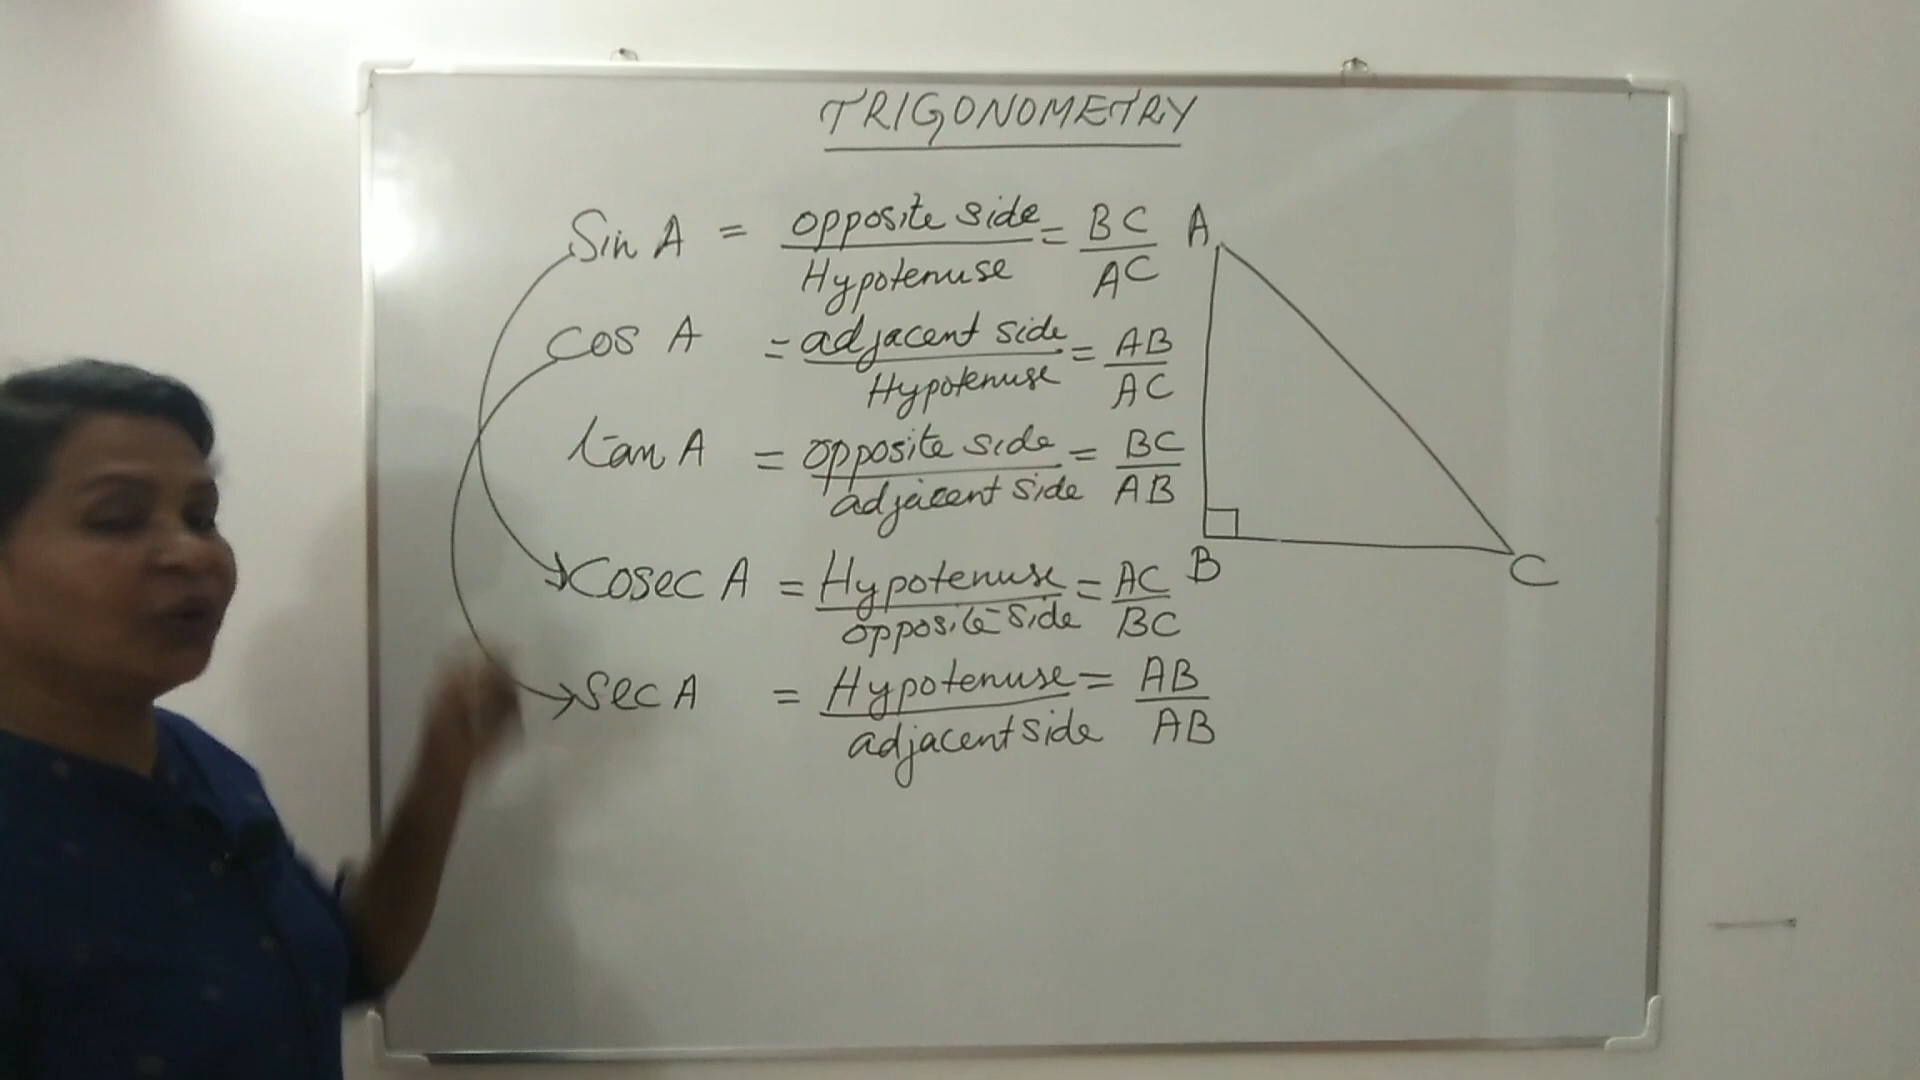 TRIGONOMETRY
Sin A = opposite side / Hypotenuse = BC / AC
cos A = adjacent side / Hypotenuse = AB / AC
tan A = opposite side / adjacent side = BC / AB
Cosec A = Hypotenuse / opposite side = AC / BC
Sec A = Hypotenuse / adjacent side = AB / AB
A
B
C